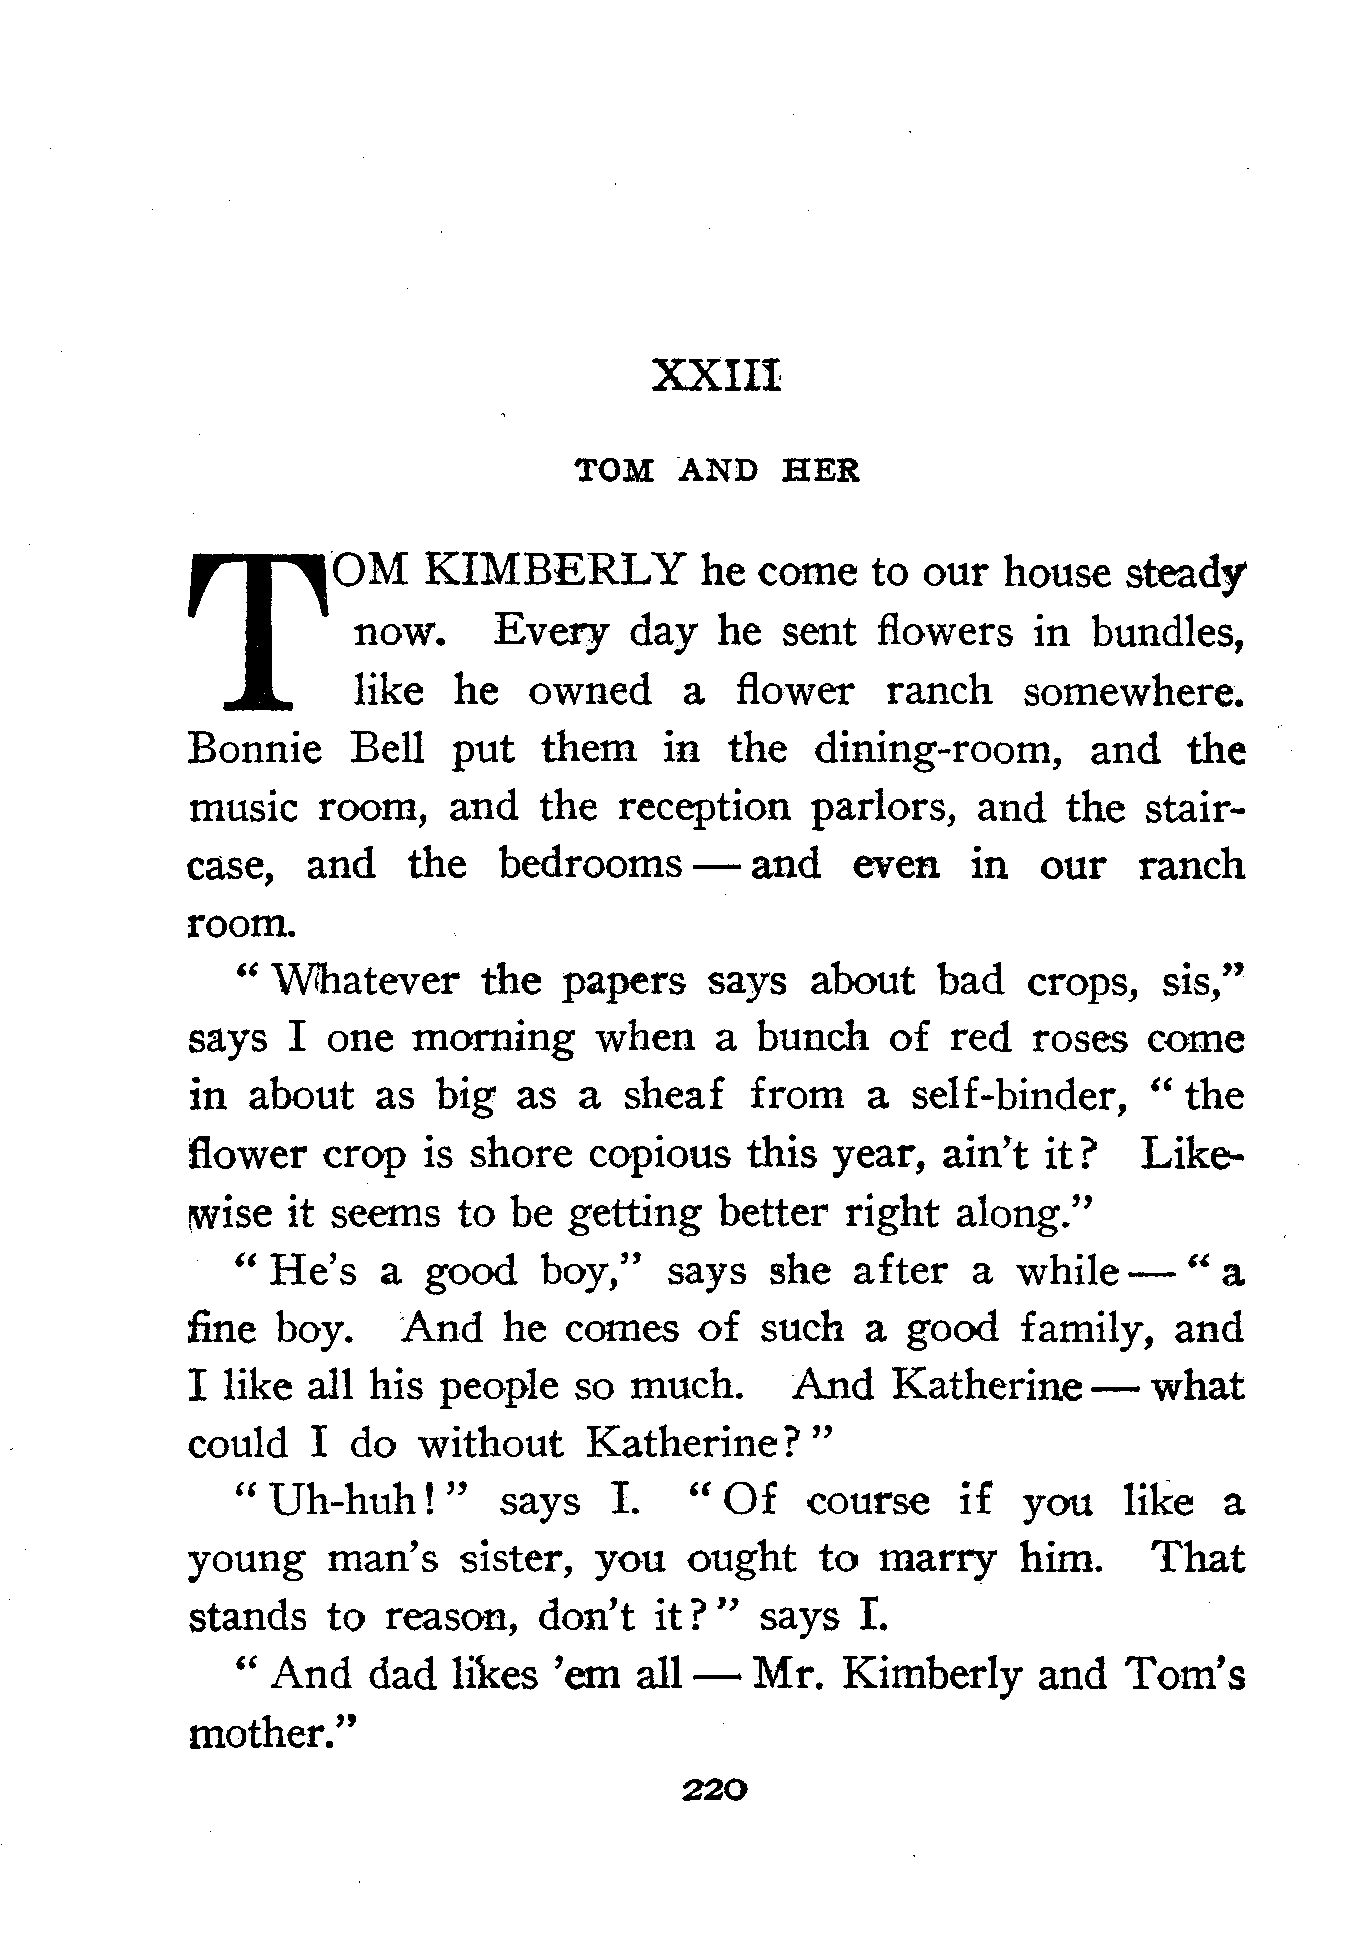 XXIII
TOM AND HER
TOM KIMBERLY he come to our house steady
now. Every day he sent flowers in bundles,
like he owned a flower ranch somewhere.
Bonnie Bell put them in the dining-room, and the
music room, and the reception parlors, and the stair-
case, and the bedrooms — and even in our ranch
room.
“ Whatever the papers says about bad crops, sis,”
says I one morning when a bunch of red roses come
in about as big as a sheaf from a self-binder, “ the
flower crop is shore copious this year, ain’t it? Like-
wise it seems to be getting better right along.”
“ He’s a good boy,” says she after a while — “ a
fine boy. And he comes of such a good family, and
I like all his people so much. And Katherine — what
could I do without Katherine? ”
“ Uh-huh! ” says I. “ Of course if you like a
young man’s sister, you ought to marry him. That
stands to reason, don’t it? ” says I.
“ And dad likes ’em all — Mr. Kimberly and Tom’s
mother.”
220